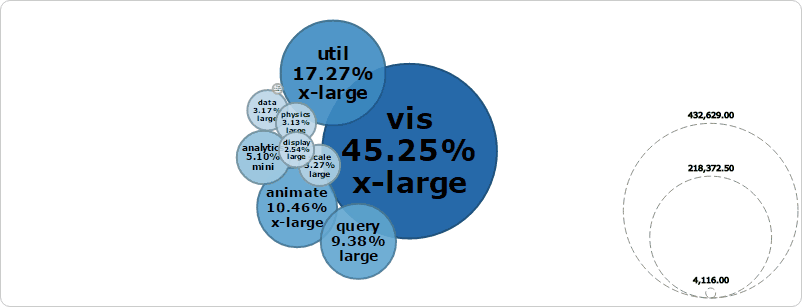 util
17.27%
x-large
vis
45.25%
x-large
data
3.17%
large
physics
3.13%
large
display
2.54%
large
analytics
5.10%
mini
large
animate
10.46%
x-large
query
9.38%
large
432,629.00
218,372.50
4,116.00